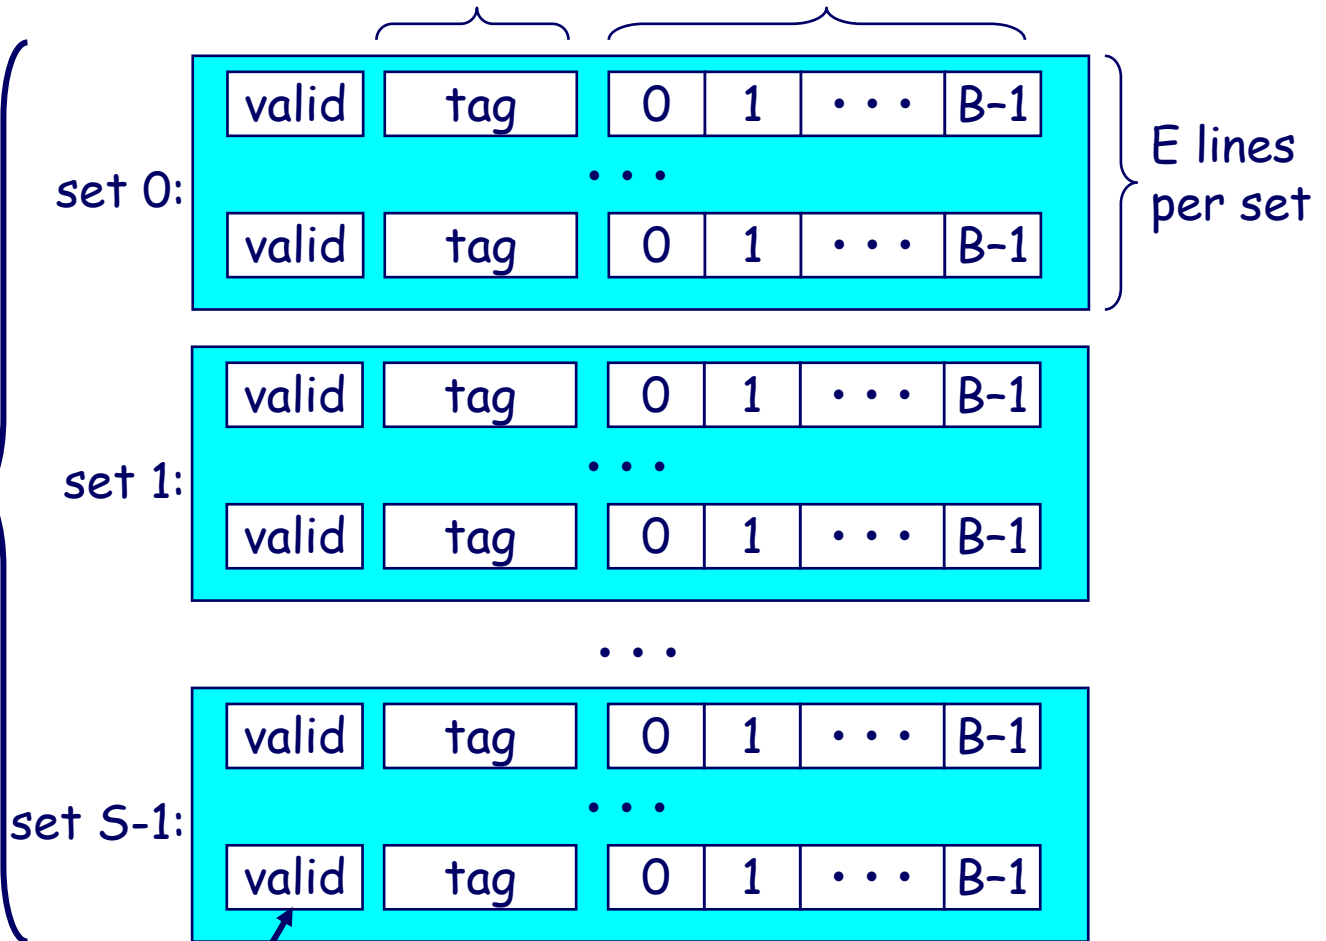 valid tag 0 1 • • • B-1
• • •
set 0:
valid tag 0 1 • • • B-1
E lines
per set
valid tag 0 1 • • • B-1
• • •
set 1:
valid tag 0 1 • • • B-1
• • •
valid tag 0 1 • • • B-1
• • •
set S-1:
valid tag 0 1 • • • B-1